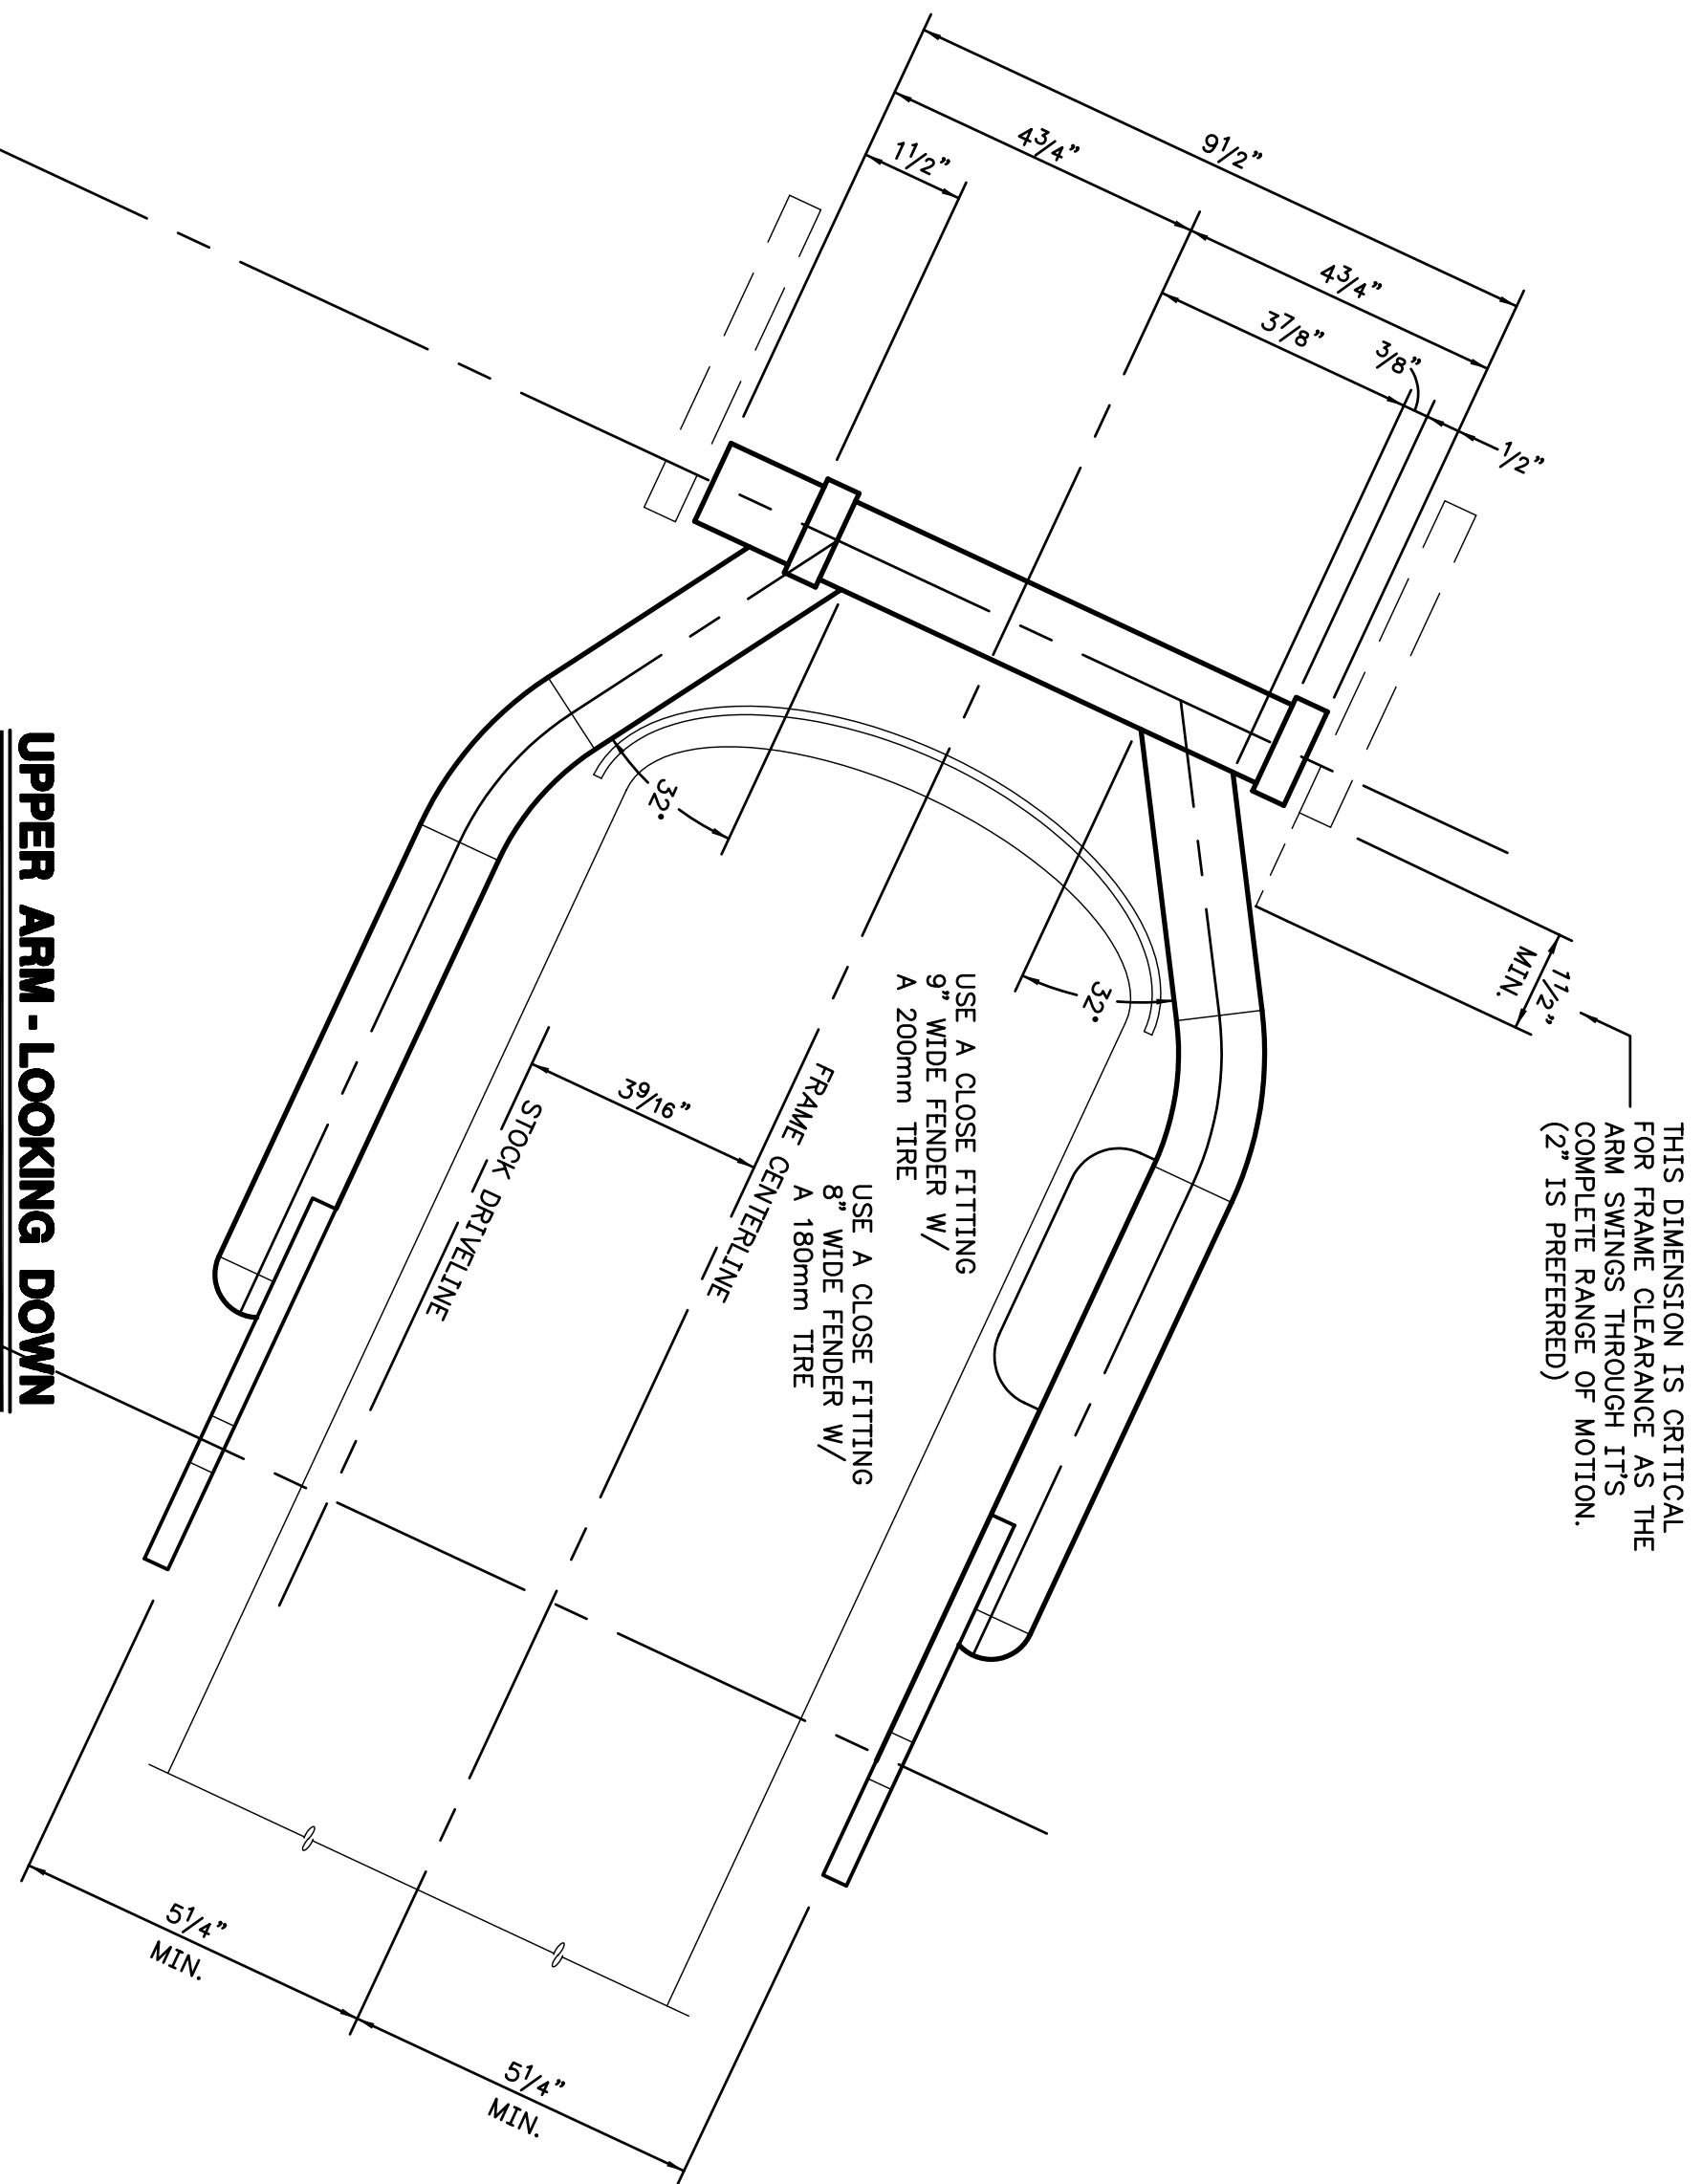 9 1/2”
4 3/4”
1 1/2”
4 3/4”
3 7/8”
3/8”
1/2”
1 1/2”
MIN.
THIS DIMENSION IS CRITICAL
FOR FRAME CLEARANCE AS THE
ARM SWINGS THROUGH IT'S
COMPLETE RANGE OF MOTION.
(2” IS PREFERRED)
32°
32°
USE A CLOSE FITTING
9” WIDE FENDER W/
A 200mm TIRE
USE A CLOSE FITTING
8” WIDE FENDER W/
A 180mm TIRE
FRAME CENTERLINE
3 9/16”
STOCK DRIVELINE
5 1/4”
MIN.
5 1/4”
MIN.
UPPER ARM - LOOKING DOWN